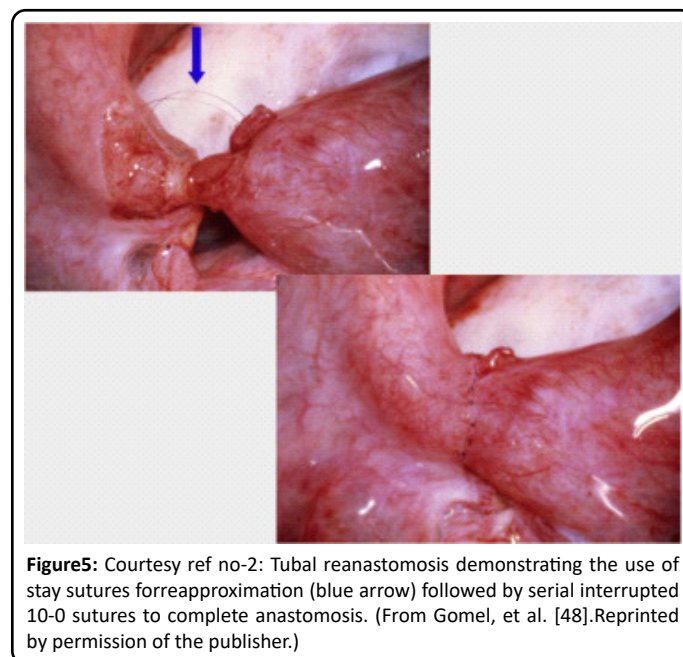 Figure5: Courtesy ref no-2: Tubal reanastomosis demonstrating the use of
stay sutures forreapproximation (blue arrow) followed by serial interrupted
10-0 sutures to complete anastomosis. (From Gomel, et al. [48].Reprinted
by permission of the publisher.)